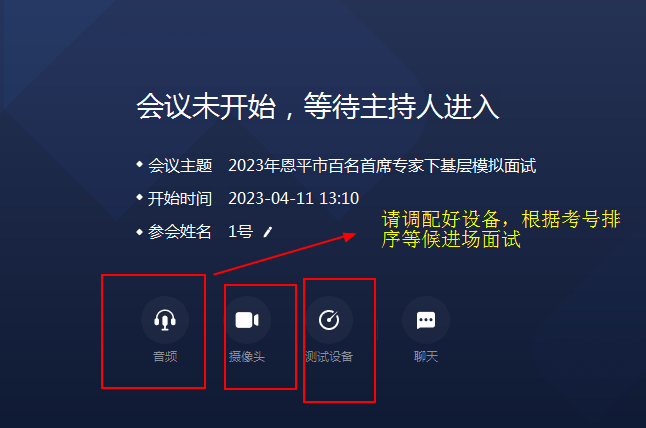 会议未开始，等待主持人进入
会议主题 2023年恩平市百名首席专家下基层模拟面试
开始时间 2023-04-11 13:10
参会姓名 1号
请调配好设备，根据考号排
序等候进场面试
音频 摄像头 测试设备 聊天